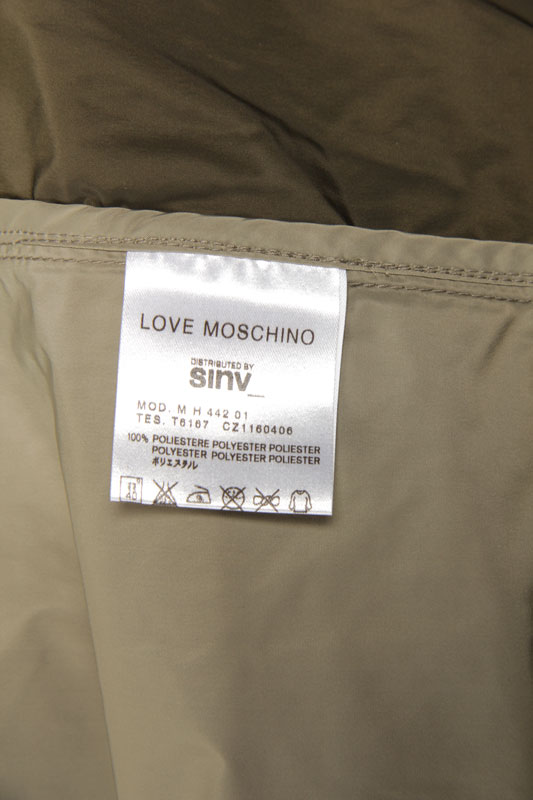 LOVE MOSCHINO
DISTRIBUTED BY
sinv
MOD. M H 442 01
TES. T6167 CZ1160406
100% POLIESTERE POLYESTER POLYESTER
POLYESTER POLYESTER POLIESTER
ポリエステル